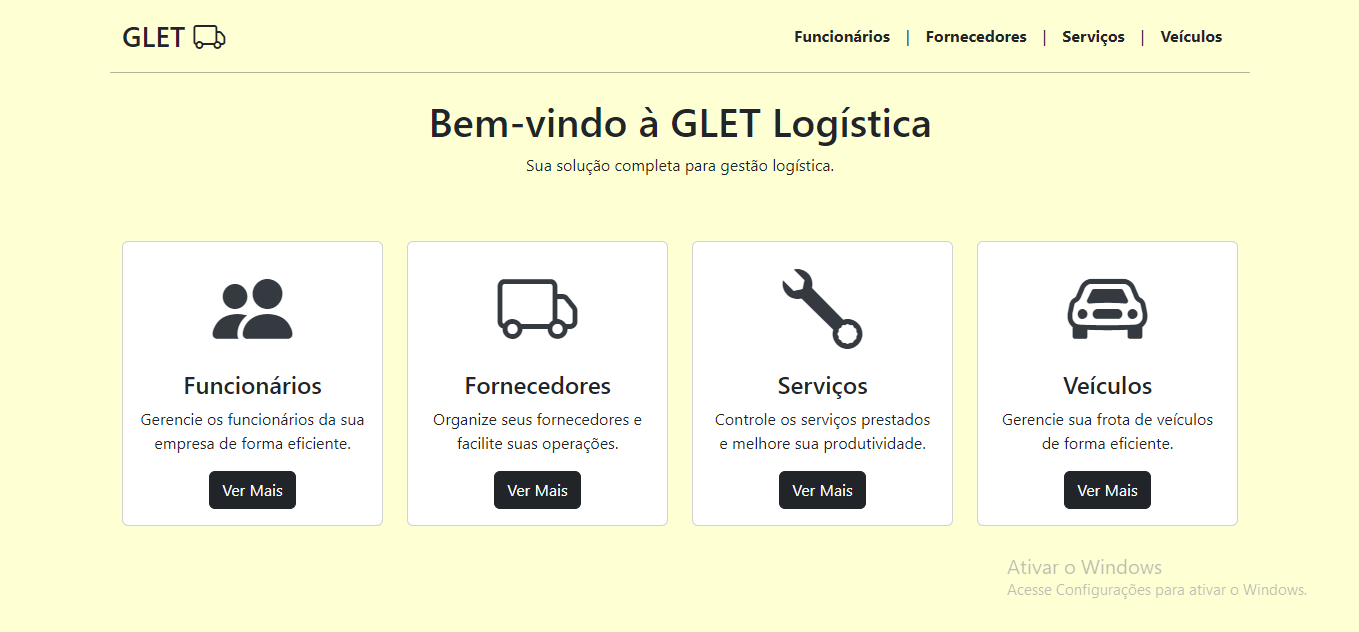 GLET
Funcionários | Fornecedores | Serviços | Veículos
Bem-vindo à GLET Logística
Sua solução completa para gestão logística.
Funcionários
Gerencie os funcionários da sua
empresa de forma eficiente.
Ver Mais
Fornecedores
Organize seus fornecedores e
facilite suas operações.
Ver Mais
Serviços
Controle os serviços prestados
e melhore sua produtividade.
Ver Mais
Veículos
Gerencie sua frota de veículos
de forma eficiente.
Ver Mais
Ativar o Windows
Acesse Configurações para ativar o Windows.